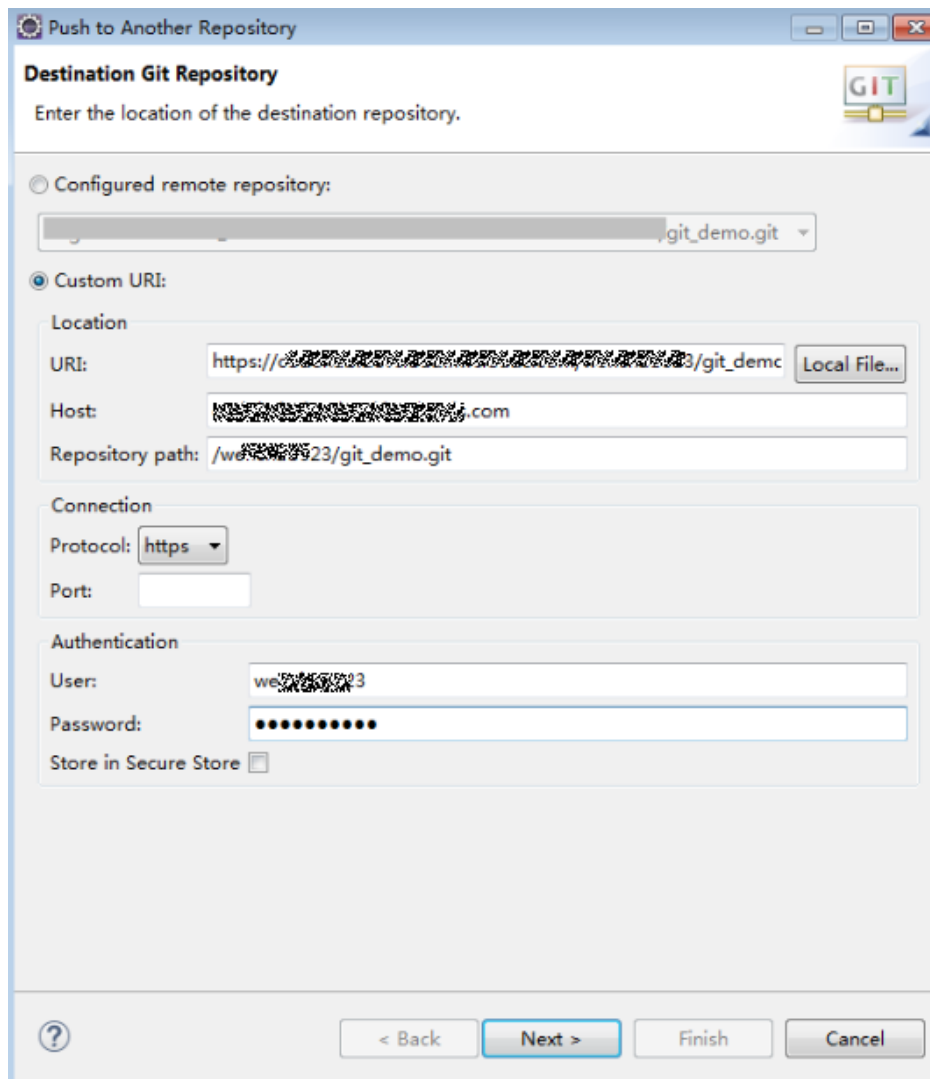 Push to Another Repository
Destination Git Repository
Enter the location of the destination repository.
GIT
Configured remote repository:
git_demo.git
Custom URI:
Location
URI: https:// 3/git_demo Local File...
Host: .com
Repository path: /we 23/git_demo.git
Connection
Protocol: https
Port:
Authentication
User: we 23
Password: ●●●●●●●●●●
Store in Secure Store
? < Back Next > Finish Cancel